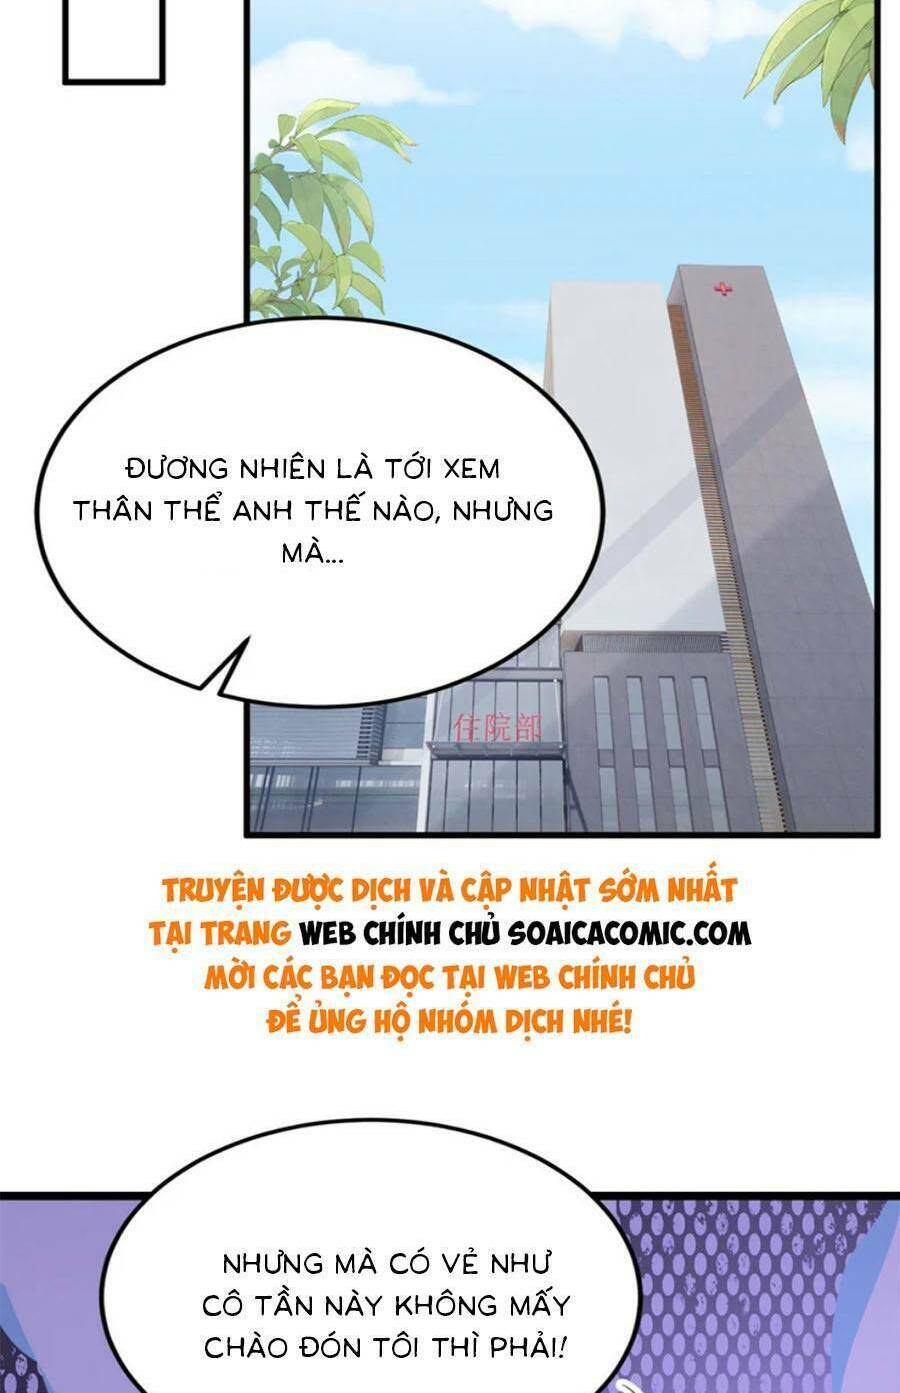 ĐƯƠNG NHIÊN LÀ TỚI XEM
THÂN THỂ ANH THẾ NÀO, NHƯNG
MÀ...
住院部
TRUYỆN ĐƯỢC DỊCH VÀ CẬP NHẬT SỚM NHẤT
TẠI TRANG WEB CHÍNH CHỦ SOAICACOMIC.COM
MỜI CÁC BẠN ĐỌC TẠI WEB CHÍNH CHỦ
ĐỂ ỦNG HỘ NHÓM DỊCH NHÉ!
NHƯNG MÀ CÓ VẺ NHƯ
CÔ TẦN NÀY KHÔNG MẤY
CHÀO ĐÓN TÔI THÌ PHẢI!